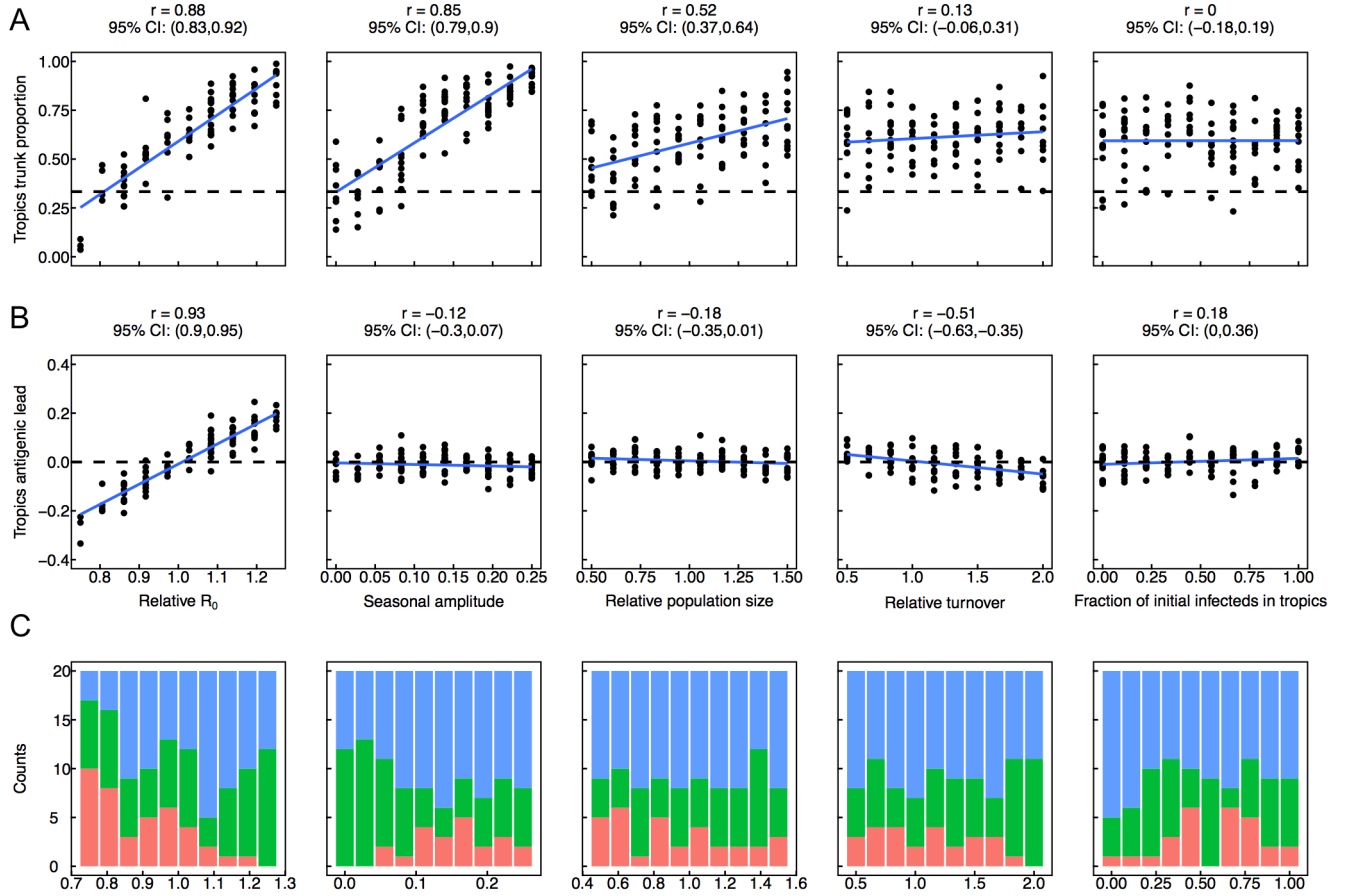 A
r = 0.88
95% CI: (0.83,0.92)
r = 0.85
95% CI: (0.79,0.9)
r = 0.52
95% CI: (0.37,0.64)
r = 0.13
95% CI: (−0.06,0.31)
r = 0
95% CI: (−0.18,0.19)
Tropics trunk proportion
1.00
0.75
0.50
0.25
0.00
B
r = 0.93
95% CI: (0.9,0.95)
r = −0.12
95% CI: (−0.3,0.07)
r = −0.18
95% CI: (−0.35,0.01)
r = −0.51
95% CI: (−0.63,−0.35)
r = 0.18
95% CI: (0,0.36)
Tropics antigenic lead
0.4
0.2
0.0
−0.2
−0.4
0.8 0.9 1.0 1.1 1.2
Relative R0
0.00 0.05 0.10 0.15 0.20 0.25
Seasonal amplitude
0.50 0.75 1.00 1.25 1.50
Relative population size
0.5 1.0 1.5 2.0
Relative turnover
0.00 0.25 0.50 0.75 1.00
Fraction of initial infecteds in tropics
C
Counts
20
15
10
5
0
0.7 0.8 0.9 1.0 1.1 1.2 1.3
0.0 0.1 0.2
0.4 0.6 0.8 1.0 1.2 1.4 1.6
0.5 1.0 1.5 2.0
0.00 0.25 0.50 0.75 1.0